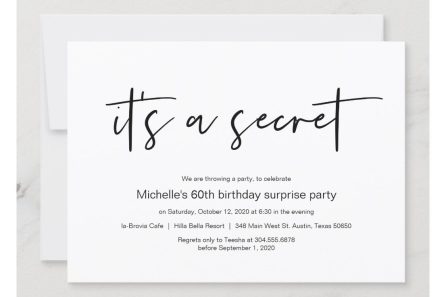 it's a secret
We are throwing a party, to celebrate
Michelle's 60th birthday surprise party
on Saturday, October 12, 2020 at 6:30 in the evening
la-Brovia Cafe | Hilla Bella Resort | 348 Main West St. Austin, Texas 50650
Regrets only to Teesha at 304.555.6878
before September 1, 2020